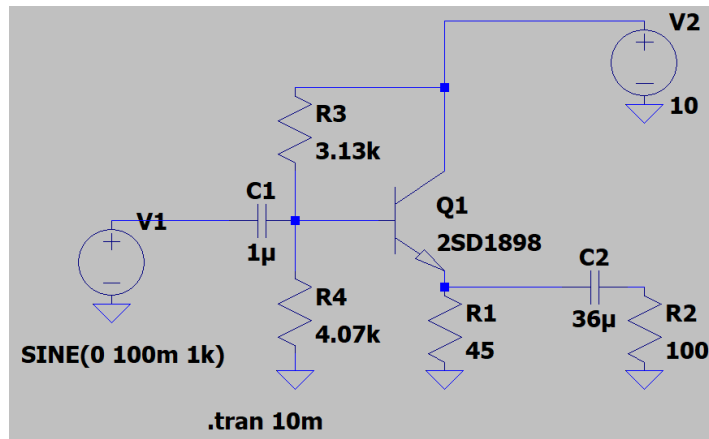 V2
10
R3
3.13k
C1
1µ
V1
Q1
2SD1898
C2
36µ
R4
4.07k
R1
45
R2
100
SINE(0 100m 1k)
.tran 10m